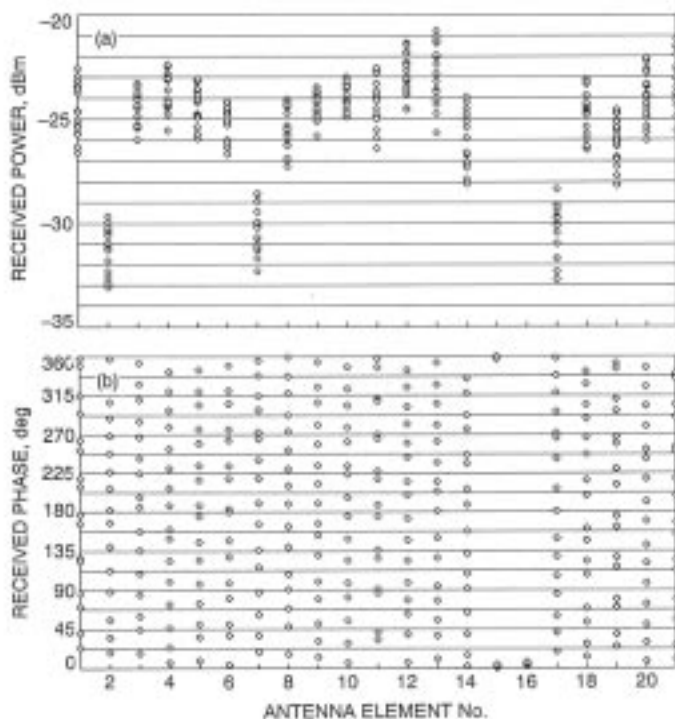 −20
(a)
−25
−30
−35
RECEIVED POWER, dBm
360
(b)
315
270
225
180
135
90
45
0
RECEIVED PHASE, deg
2 4 6 8 10 12 14 16 18 20
ANTENNA ELEMENT No.